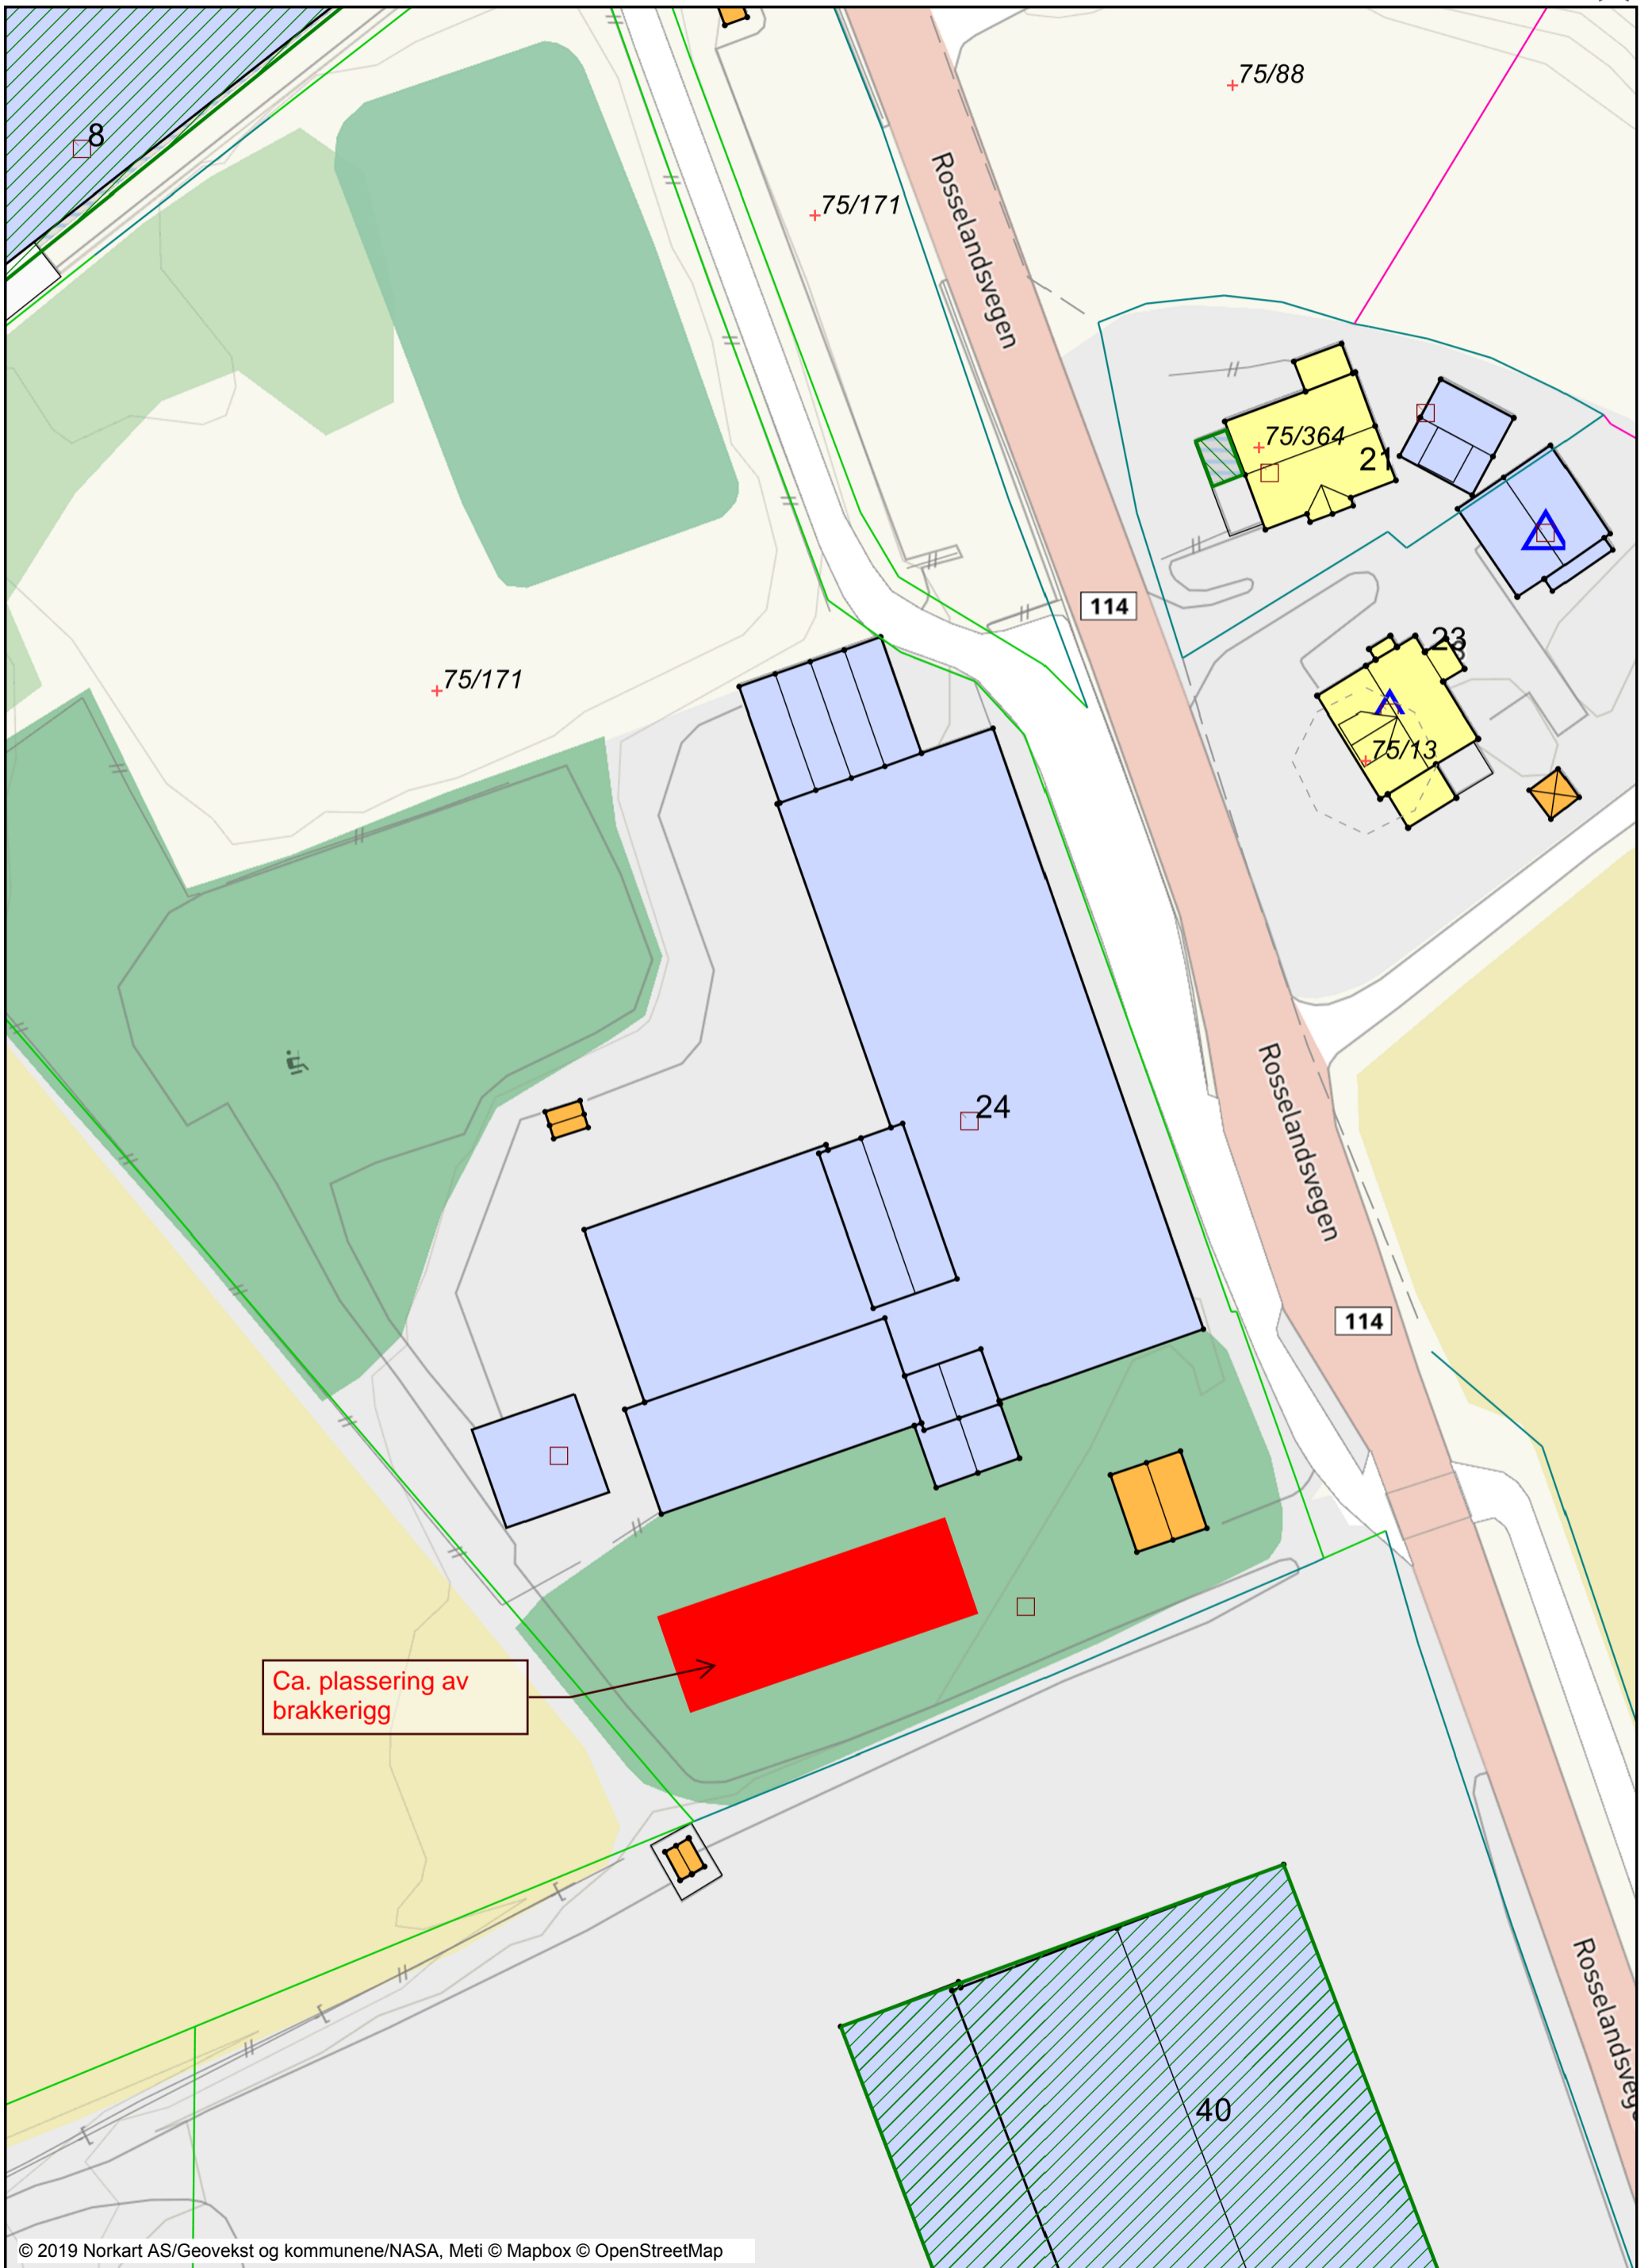 75/88
8
75/171
Rosselandsvegen
75/364
21
114
23
75/171
75/13
24
Rosselandsvegen
114
Ca. plassering av
brakkerigg
Rosselandsvege
40
© 2019 Norkart AS/Geovekst og kommunene/NASA, Meti © Mapbox © OpenStreetMap